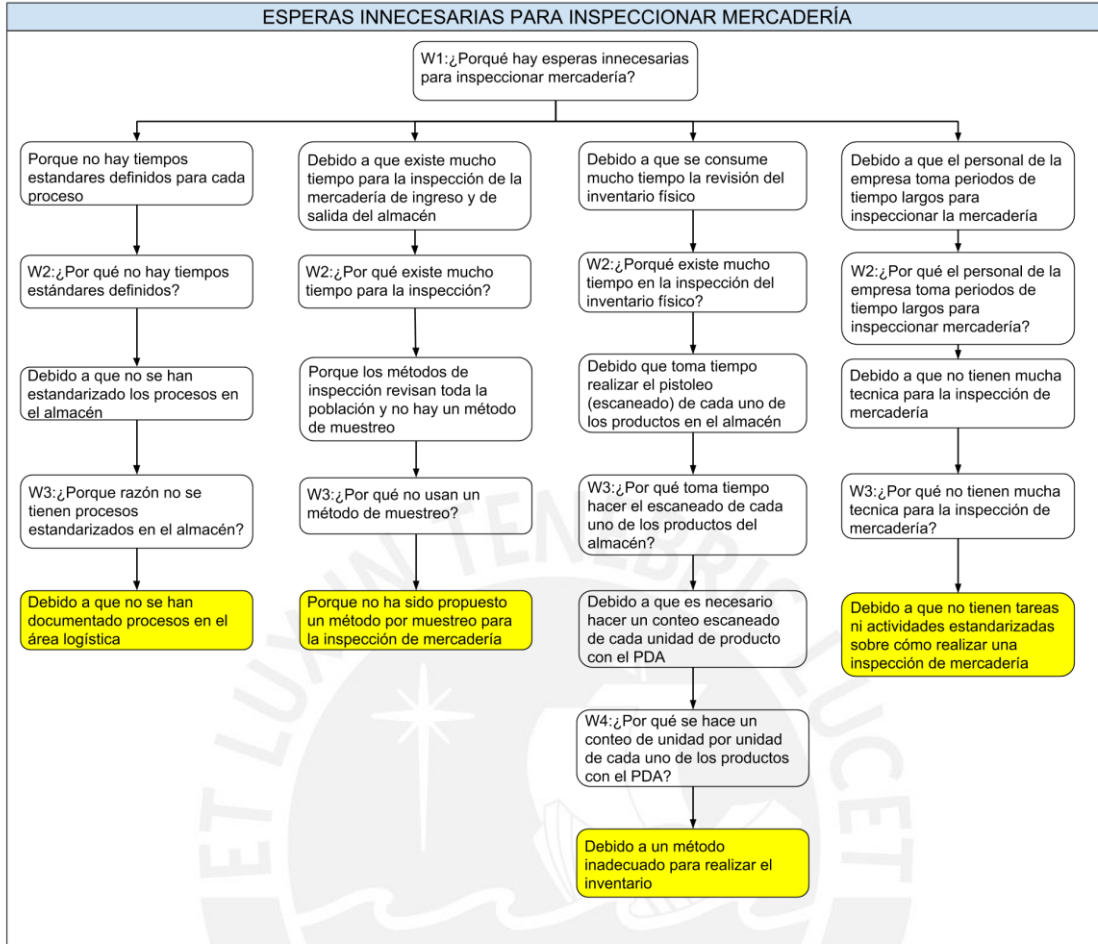 ESPERAS INNECESARIAS PARA INSPECCIONAR MERCADERÍA
W1:¿Porqué hay esperas innecesarias
para inspeccionar mercadería?
Porque no hay tiempos
estandares definidos para cada
proceso
W2:¿Por qué no hay tiempos
estándares definidos?
Debido a que no se han
estandarizado los procesos en
el almacén
W3:¿Porque razón no se
tienen procesos
estandarizados en el almacén?
Debido a que no se han
documentado procesos en el
área logística
Debido a que existe mucho
tiempo para la inspección de la
mercadería de ingreso y de
salida del almacén
W2:¿Por qué existe mucho
tiempo para la inspección?
Porque los métodos de
inspección revisan toda la
población y no hay un método
de muestreo
W3:¿Por qué no usan un
método de muestreo?
Porque no ha sido propuesto
un método por muestreo para
la inspección de mercadería
Debido a que se consume
mucho tiempo la revisión del
inventario físico
W2:¿Porqué existe mucho
tiempo en la inspección del
inventario físico?
Debido que toma tiempo
realizar el pistoleo
(escaneado) de cada uno de
los productos en el almacén
W3:¿Por qué toma tiempo
hacer el escaneado de cada
uno de los productos del
almacén?
Debido a que es necesario
hacer un conteo escaneado
de cada unidad de producto
con el PDA
W4:¿Por qué se hace un
conteo de unidad por unidad
de cada uno de los productos
con el PDA?
Debido a un método
inadecuado para realizar el
inventario
Debido a que el personal de la
empresa toma periodos de
tiempo largos para
inspeccionar la mercadería
W2:¿Por qué el personal de la
empresa toma periodos de
tiempo largos para
inspeccionar mercadería?
Debido a que no tienen mucha
tecnica para la inspección de
mercadería
W3:¿Por qué no tienen mucha
tecnica para la inspección de
mercadería?
Debido a que no tienen tareas
ni actividades estandarizadas
sobre cómo realizar una
inspección de mercadería
ET LUX IN TENEBRIS LUCET